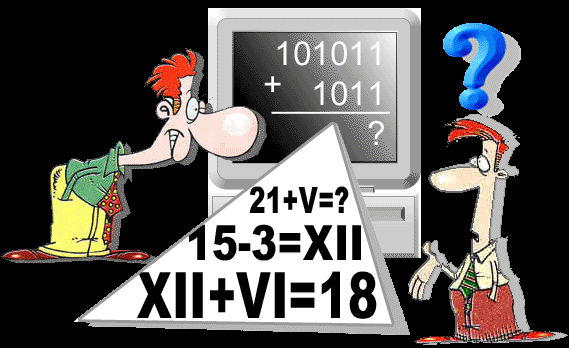 101011
+ 1011
?
?
21+V=?
15-3=XII
XII+VI=18